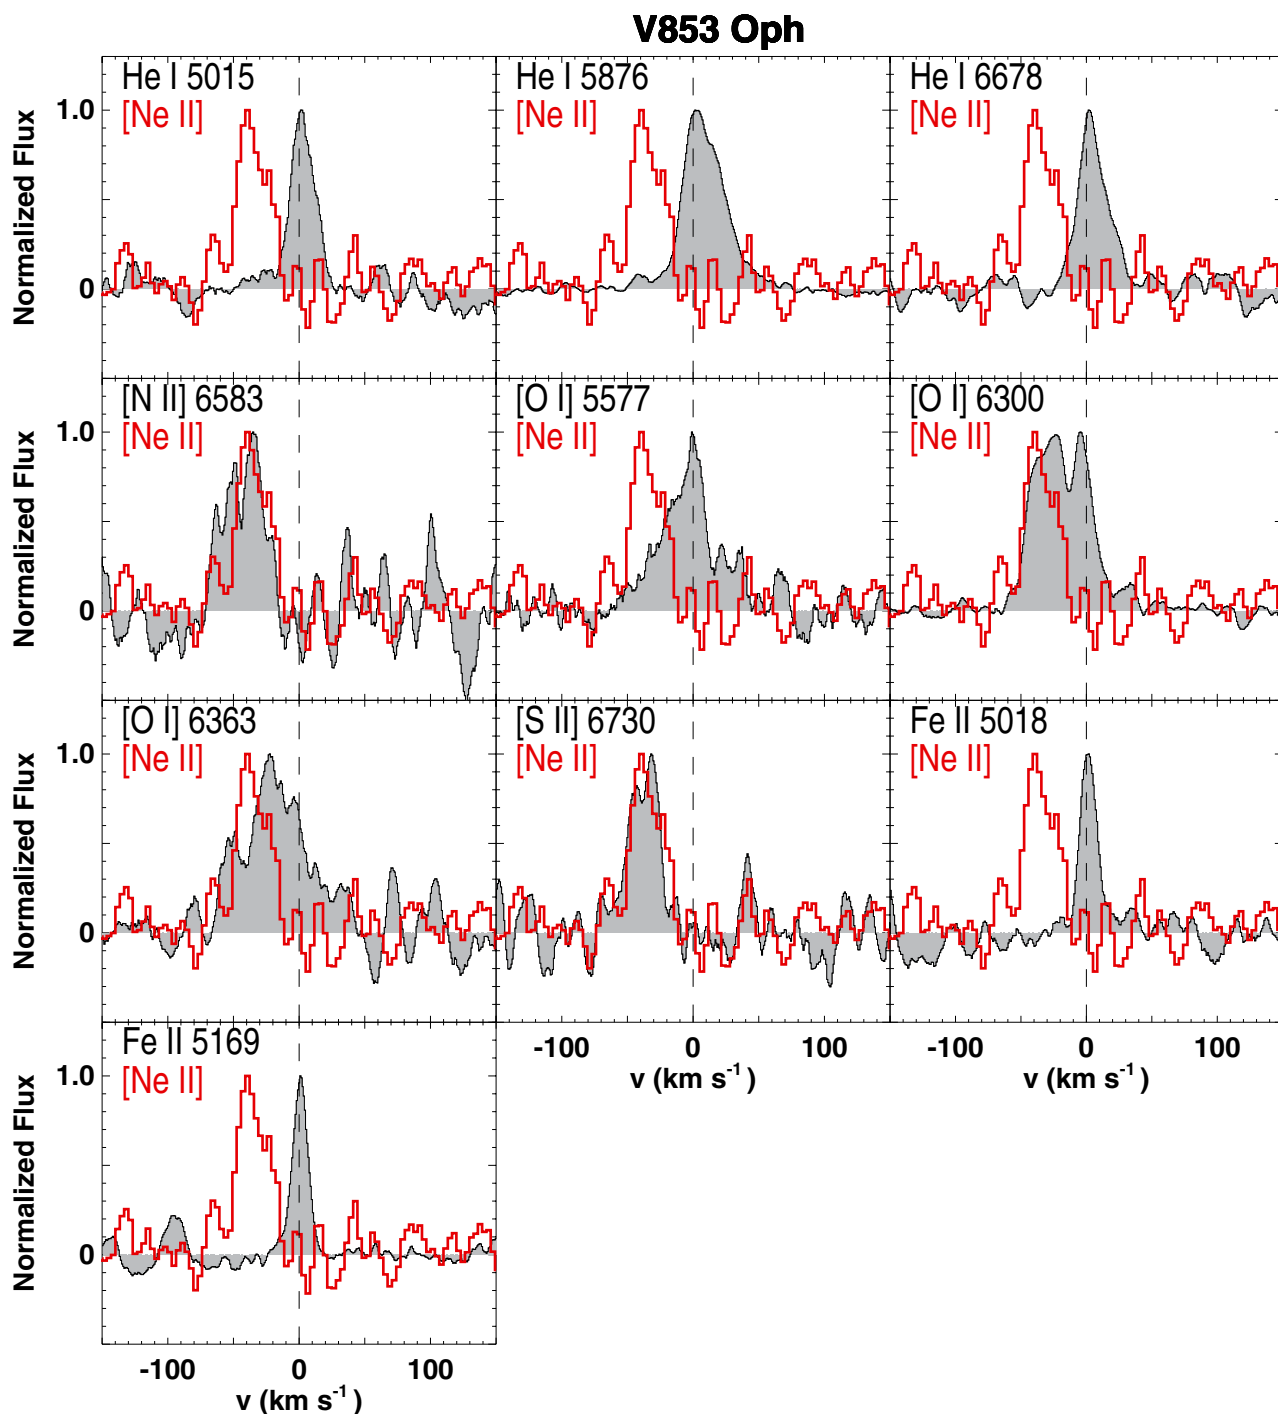 V853 Oph
He I 5015
[Ne II]
He I 5876
[Ne II]
He I 6678
[Ne II]
1.0
0
Normalized Flux
[N II] 6583
[Ne II]
[O I] 5577
[Ne II]
[O I] 6300
[Ne II]
1.0
0
Normalized Flux
[O I] 6363
[Ne II]
[S II] 6730
[Ne II]
Fe II 5018
[Ne II]
1.0
0
Normalized Flux
-100 0 100
v (km s⁻¹)
-100 0 100
v (km s⁻¹)
Fe II 5169
[Ne II]
1.0
0
Normalized Flux
-100 0 100
v (km s⁻¹)